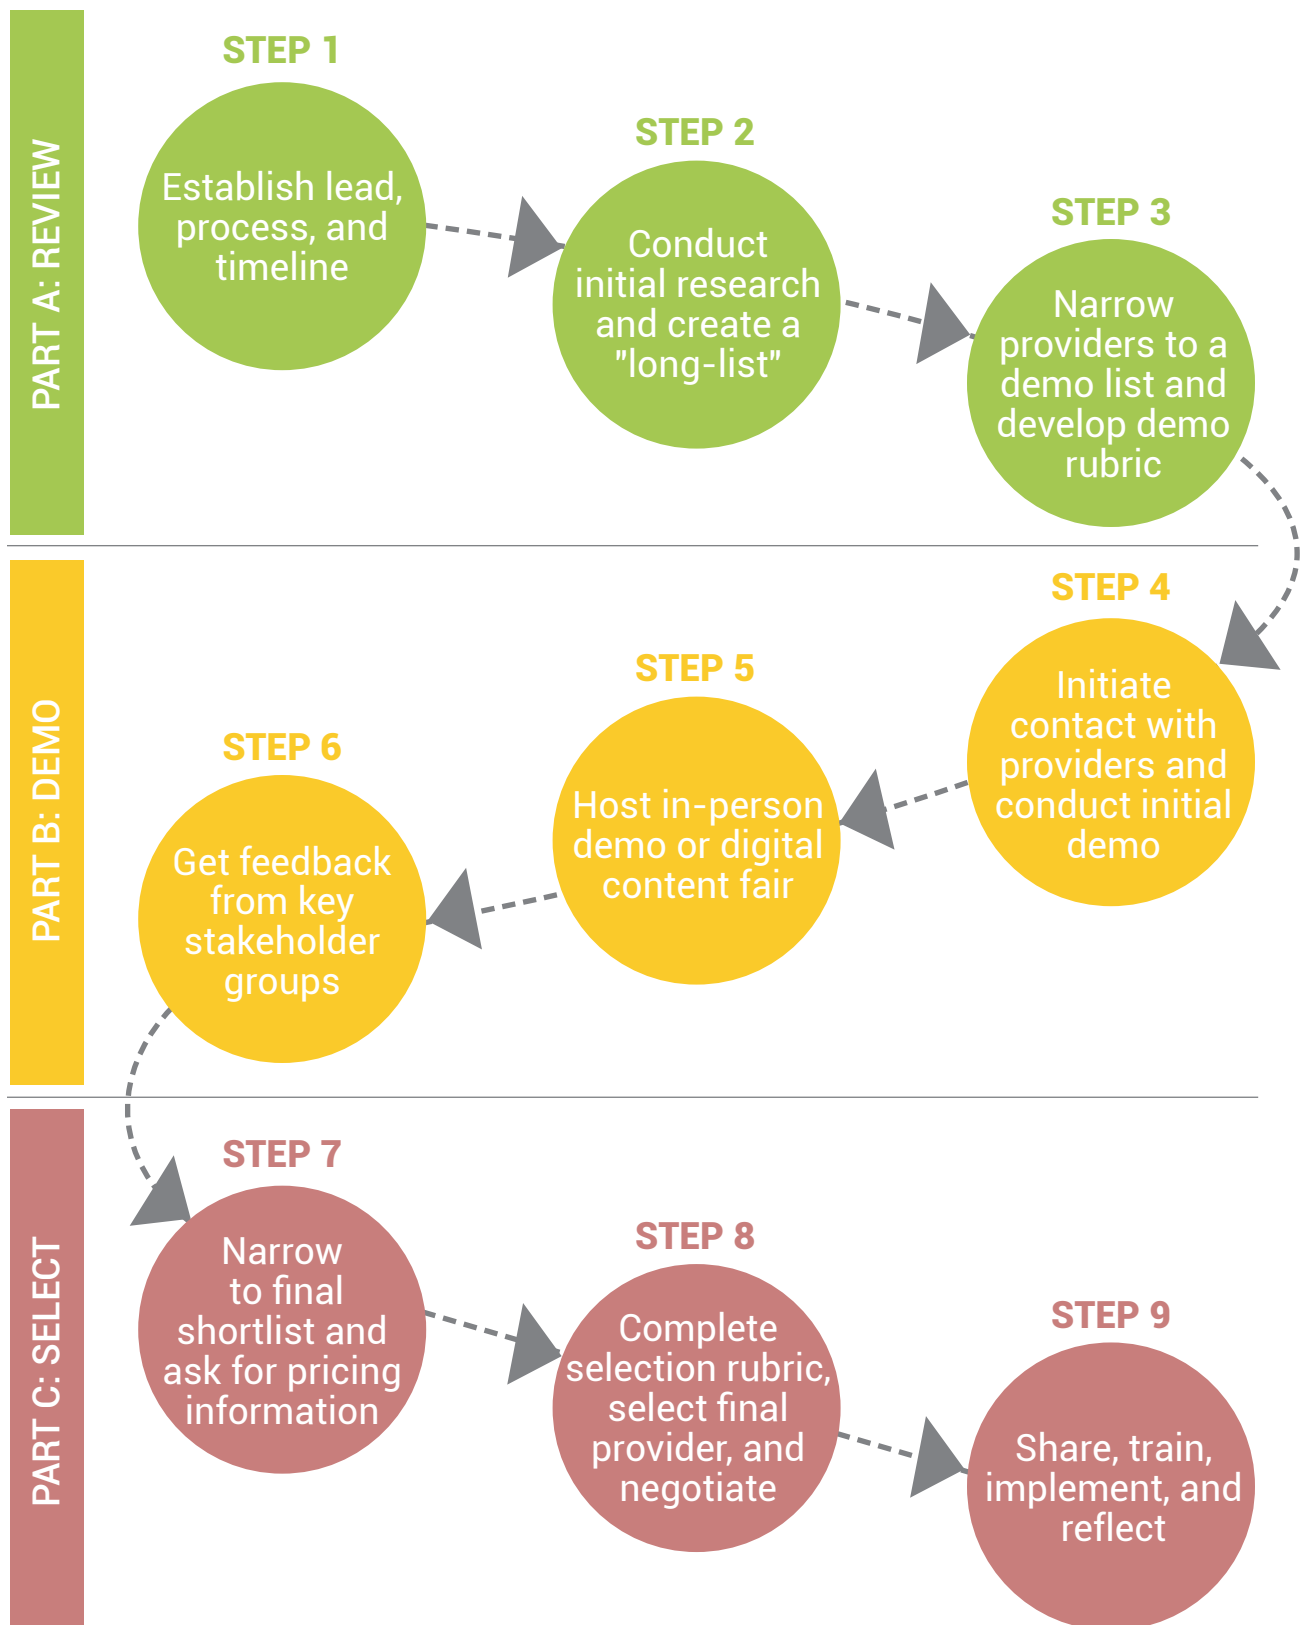 PART A: REVIEW
STEP 1
Establish lead,
process, and
timeline
STEP 2
Conduct
initial research
and create a
"long-list"
STEP 3
Narrow
providers to a
demo list and
develop demo
rubric
PART B: DEMO
STEP 4
Initiate
contact with
providers and
conduct initial
demo
STEP 5
Host in-person
demo or digital
content fair
STEP 6
Get feedback
from key
stakeholder
groups
PART C: SELECT
STEP 7
Narrow
to final
shortlist and
ask for pricing
information
STEP 8
Complete
selection rubric,
select final
provider, and
negotiate
STEP 9
Share, train,
implement, and
reflect